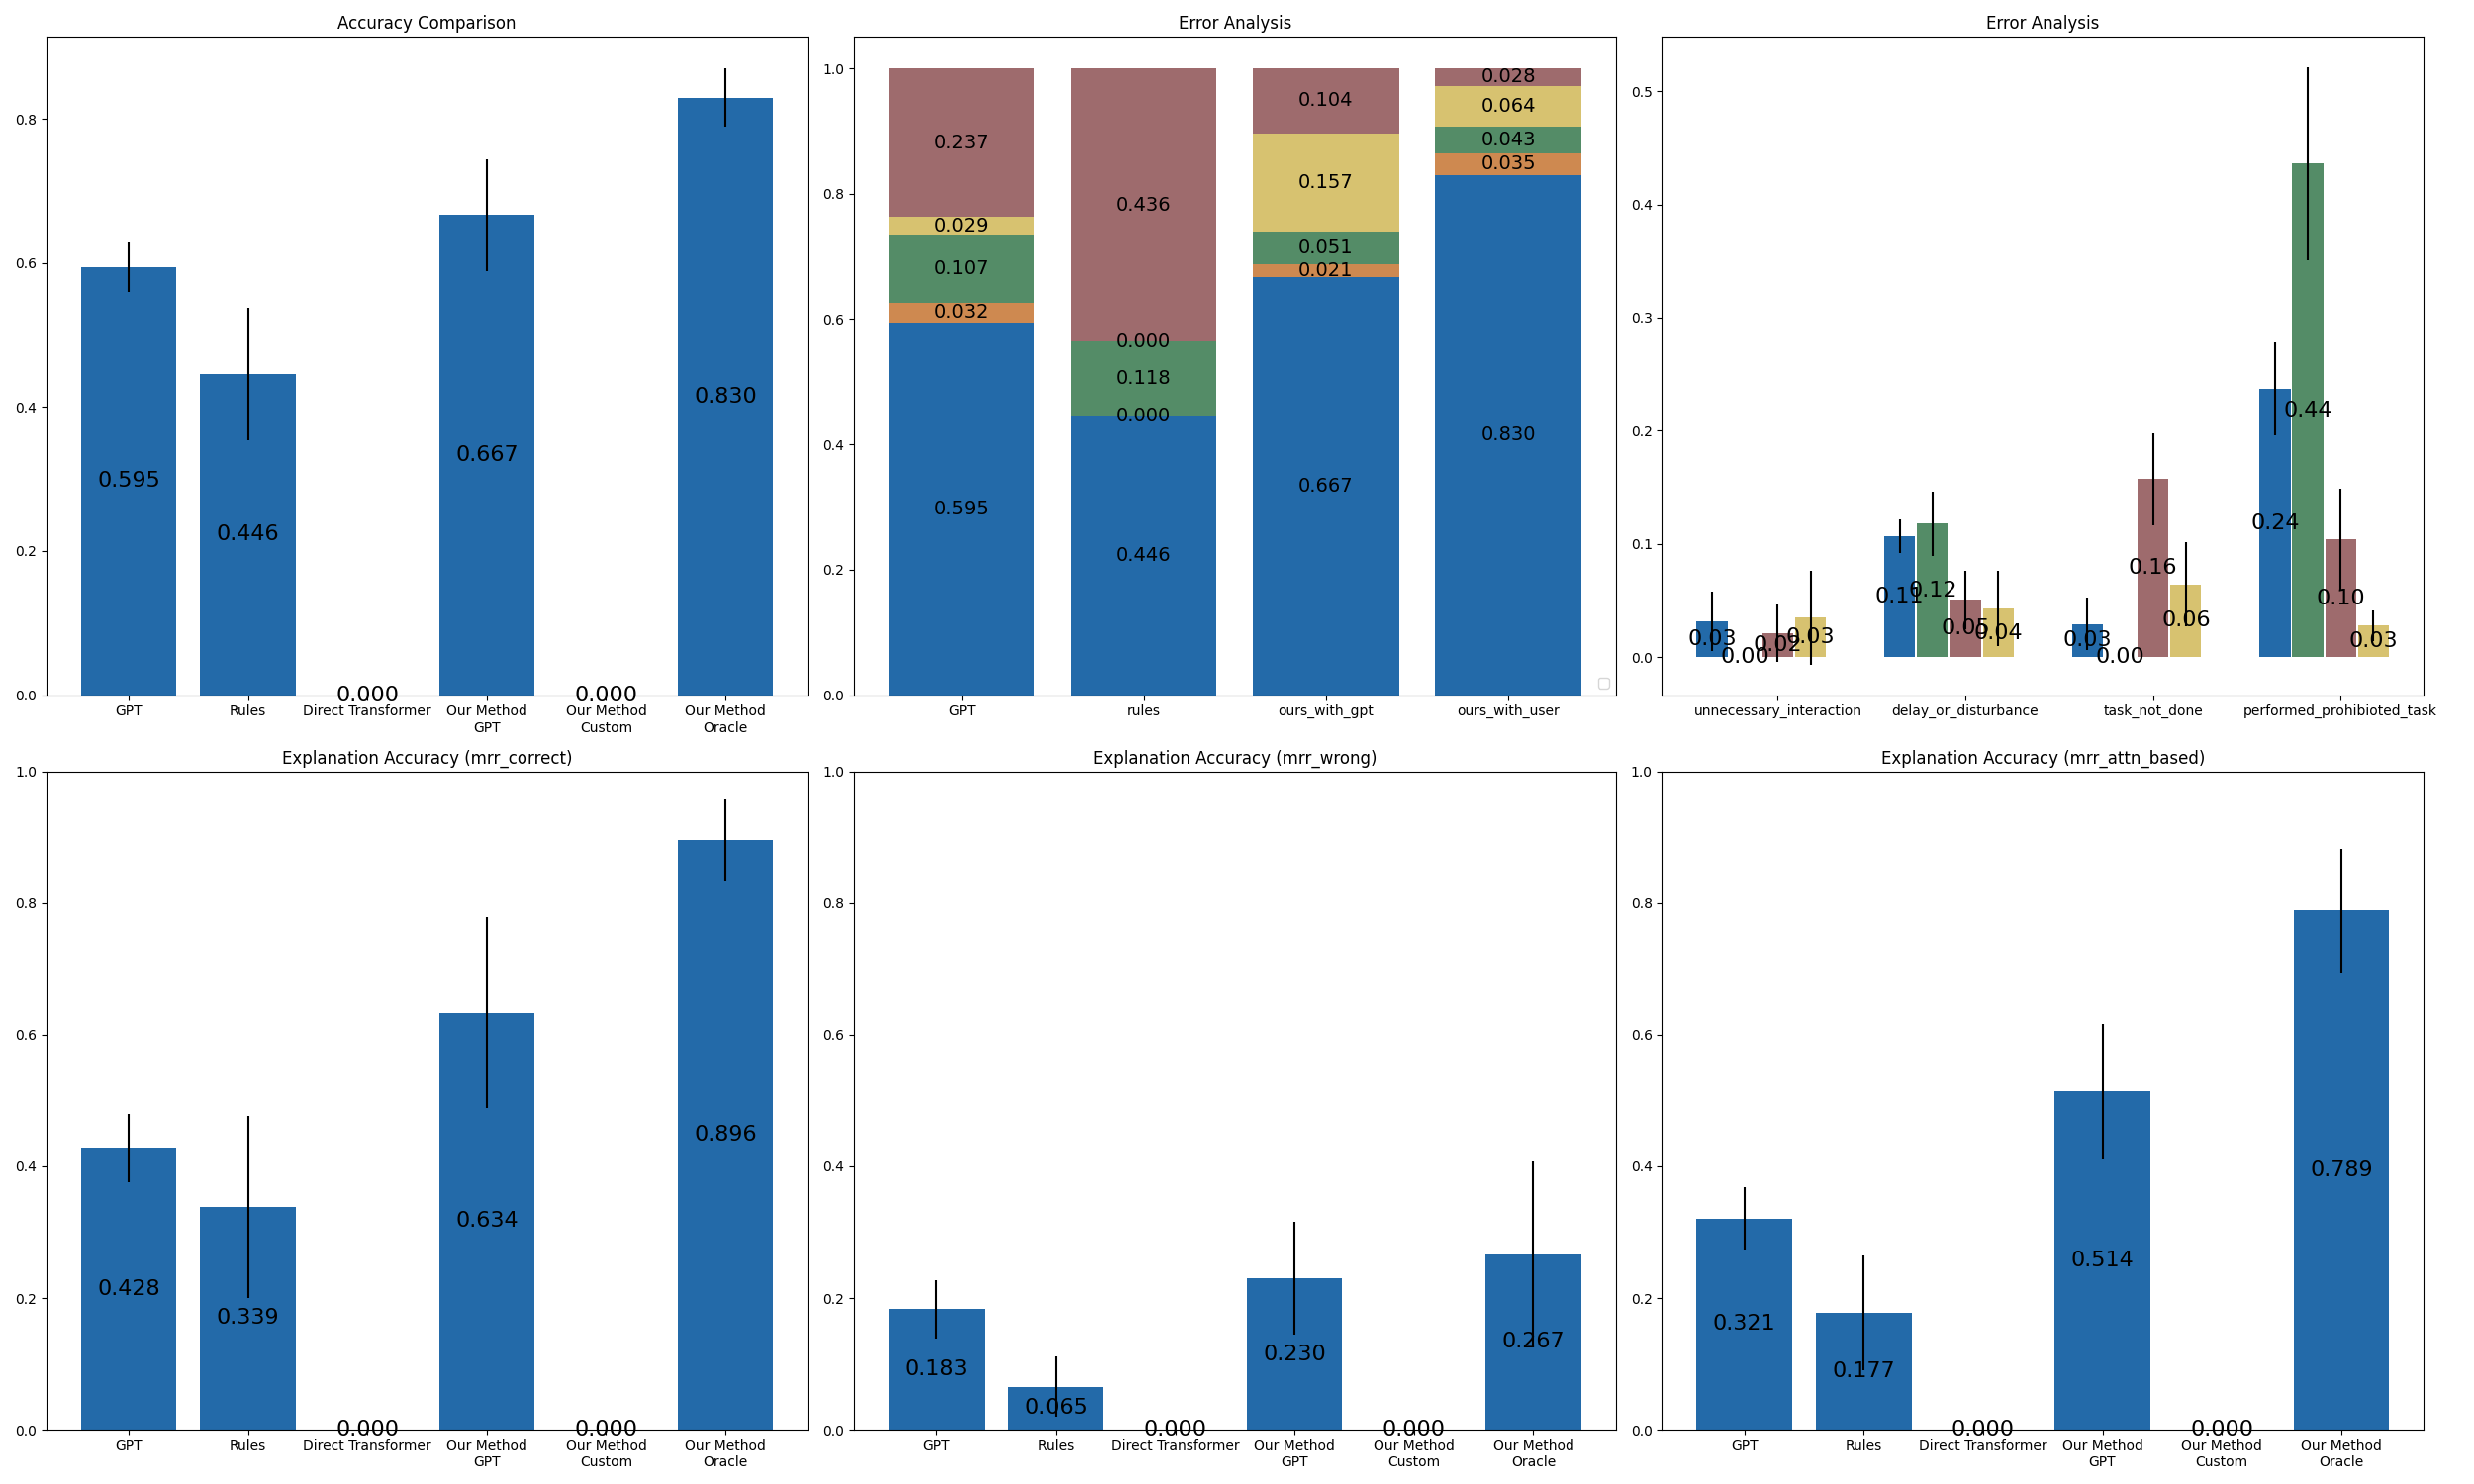 Accuracy Comparison
0.8
0.6
0.4
0.2
0.0
0.595
0.446
0.000
0.667
0.000
0.830
GPT
Rules
Direct Transformer
Our Method
GPT
Our Method
Custom
Our Method
Oracle
Error Analysis
1.0
0.8
0.6
0.4
0.2
0.0
0.237
0.029
0.107
0.032
0.595
0.436
0.000
0.118
0.000
0.446
0.104
0.157
0.051
0.021
0.667
0.028
0.064
0.043
0.035
0.830
GPT
rules
ours_with_gpt
ours_with_user
Error Analysis
0.5
0.4
0.3
0.2
0.1
0.0
0.03
0.00
0.02
0.03
0.11
0.12
0.05
0.04
0.03
0.00
0.16
0.06
0.24
0.44
0.10
0.03
unnecessary_interaction
delay_or_disturbance
task_not_done
performed_prohibioted_task
Explanation Accuracy (mrr_correct)
1.0
0.8
0.6
0.4
0.2
0.0
0.428
0.339
0.000
0.634
0.000
0.896
GPT
Rules
Direct Transformer
Our Method
GPT
Our Method
Custom
Our Method
Oracle
Explanation Accuracy (mrr_wrong)
1.0
0.8
0.6
0.4
0.2
0.0
0.183
0.065
0.000
0.230
0.000
0.267
GPT
Rules
Direct Transformer
Our Method
GPT
Our Method
Custom
Our Method
Oracle
Explanation Accuracy (mrr_attn_based)
1.0
0.8
0.6
0.4
0.2
0.0
0.321
0.177
0.000
0.514
0.000
0.789
GPT
Rules
Direct Transformer
Our Method
GPT
Our Method
Custom
Our Method
Oracle